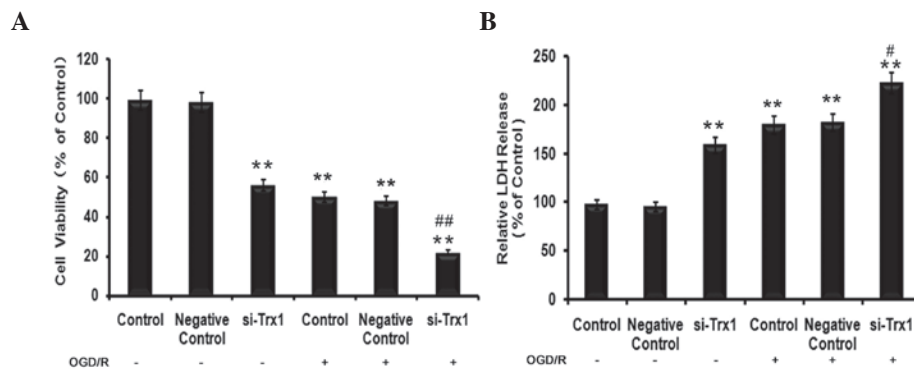 A
Cell Viability (% of Control)
120
100
80
60
40
20
0
**
**
**
##
**
Control
Negative
Control
si-Trx1
Control
Negative
Control
si-Trx1
OGD/R - - - + + +
B
Relative LDH Release
(% of Control)
250
200
150
100
50
0
**
**
**
#
**
Control
Negative
Control
si-Trx1
Control
Negative
Control
si-Trx1
OGD/R - - - + + +